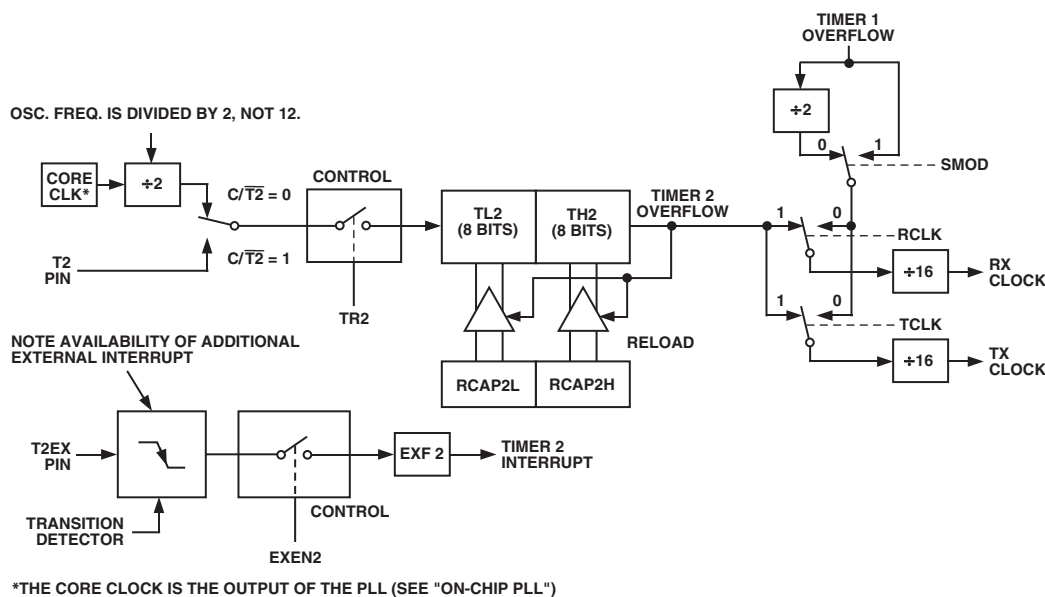 TIMER 1
OVERFLOW
OSC. FREQ. IS DIVIDED BY 2, NOT 12.
÷2
0
1
SMOD
CORE
CLK*
÷2
C/T2 = 0
CONTROL
TL2
(8 BITS)
TH2
(8 BITS)
TIMER 2
OVERFLOW
1
0
RCLK
T2
PIN
C/T2 = 1
÷16
RX
CLOCK
TR2
1
0
TCLK
RELOAD
NOTE AVAILABILITY OF ADDITIONAL
EXTERNAL INTERRUPT
RCAP2L
RCAP2H
÷16
TX
CLOCK
T2EX
PIN
EXF 2
TIMER 2
INTERRUPT
CONTROL
TRANSITION
DETECTOR
EXEN2
*THE CORE CLOCK IS THE OUTPUT OF THE PLL (SEE "ON-CHIP PLL")